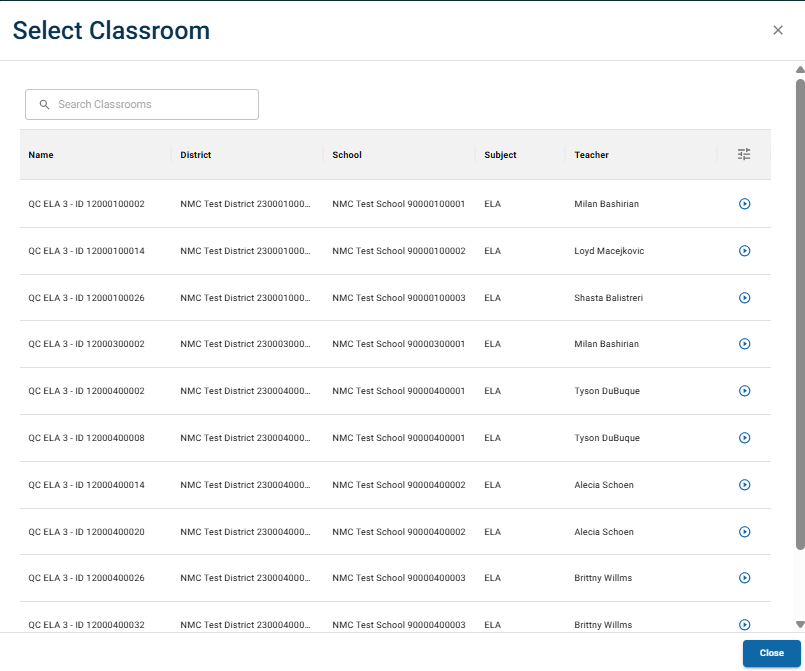 Select Classroom
Search Classrooms
Name District School Subject Teacher
QC ELA 3 - ID 12000100002 NMC Test District 230001000... NMC Test School 90000100001 ELA Milan Bashirian
QC ELA 3 - ID 12000100014 NMC Test District 230001000... NMC Test School 90000100002 ELA Loyd Macejkovic
QC ELA 3 - ID 12000100026 NMC Test District 230001000... NMC Test School 90000100003 ELA Shasta Balistreri
QC ELA 3 - ID 12000300002 NMC Test District 230003000... NMC Test School 90000300001 ELA Milan Bashirian
QC ELA 3 - ID 12000400002 NMC Test District 230004000... NMC Test School 90000400001 ELA Tyson DuBuque
QC ELA 3 - ID 12000400008 NMC Test District 230004000... NMC Test School 90000400001 ELA Tyson DuBuque
QC ELA 3 - ID 12000400014 NMC Test District 230004000... NMC Test School 90000400002 ELA Alecia Schoen
QC ELA 3 - ID 12000400020 NMC Test District 230004000... NMC Test School 90000400002 ELA Alecia Schoen
QC ELA 3 - ID 12000400026 NMC Test District 230004000... NMC Test School 90000400003 ELA Brittny Willms
QC ELA 3 - ID 12000400032 NMC Test District 230004000... NMC Test School 90000400003 ELA Brittny Willms
Close